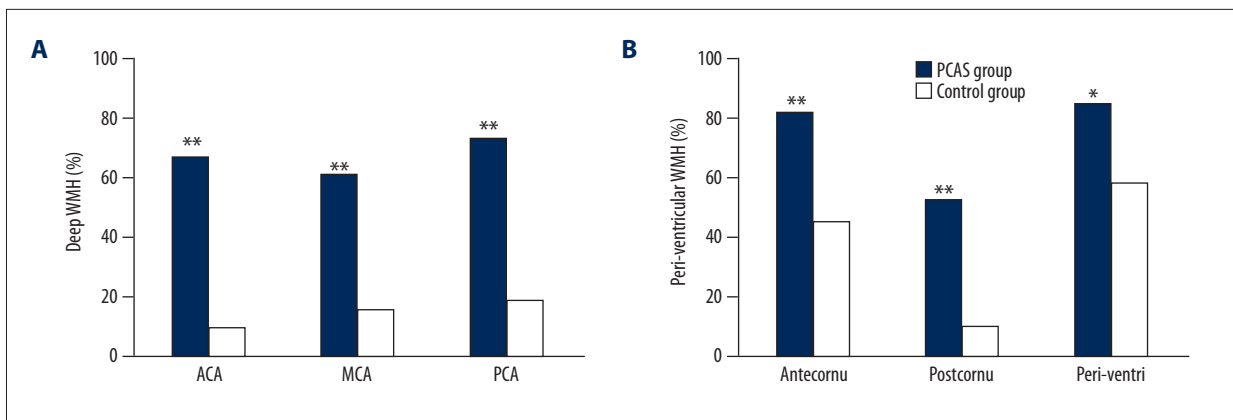 A
Deep WMH (%)
100
80
60
40
20
0
**
**
**
ACA
MCA
PCA
B
Peri-ventricular WMH (%)
100
80
60
40
20
0
PCAS group
Control group
**
**
*
Antecornu
Postcornu
Peri-ventri